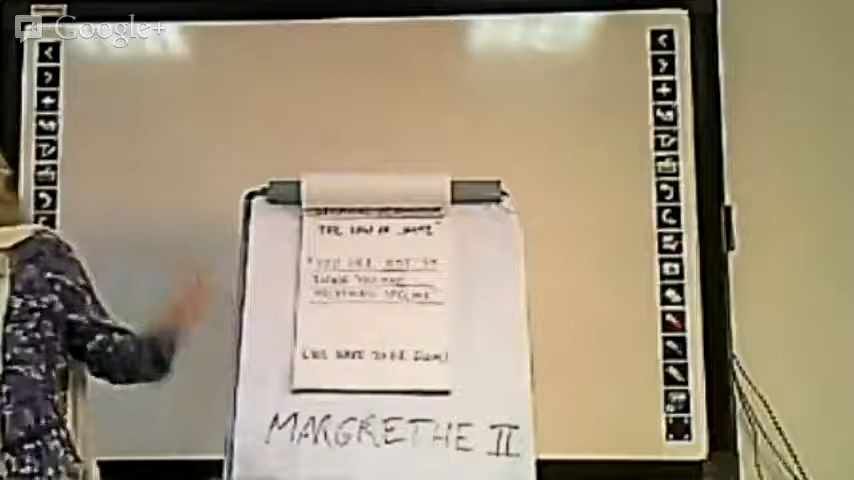 Google+
THE LAW OF "JANTE"
"YOU ARE NOT TO
THINK YOU ARE
ANYTHING SPECIAL"
MARGRETHE II